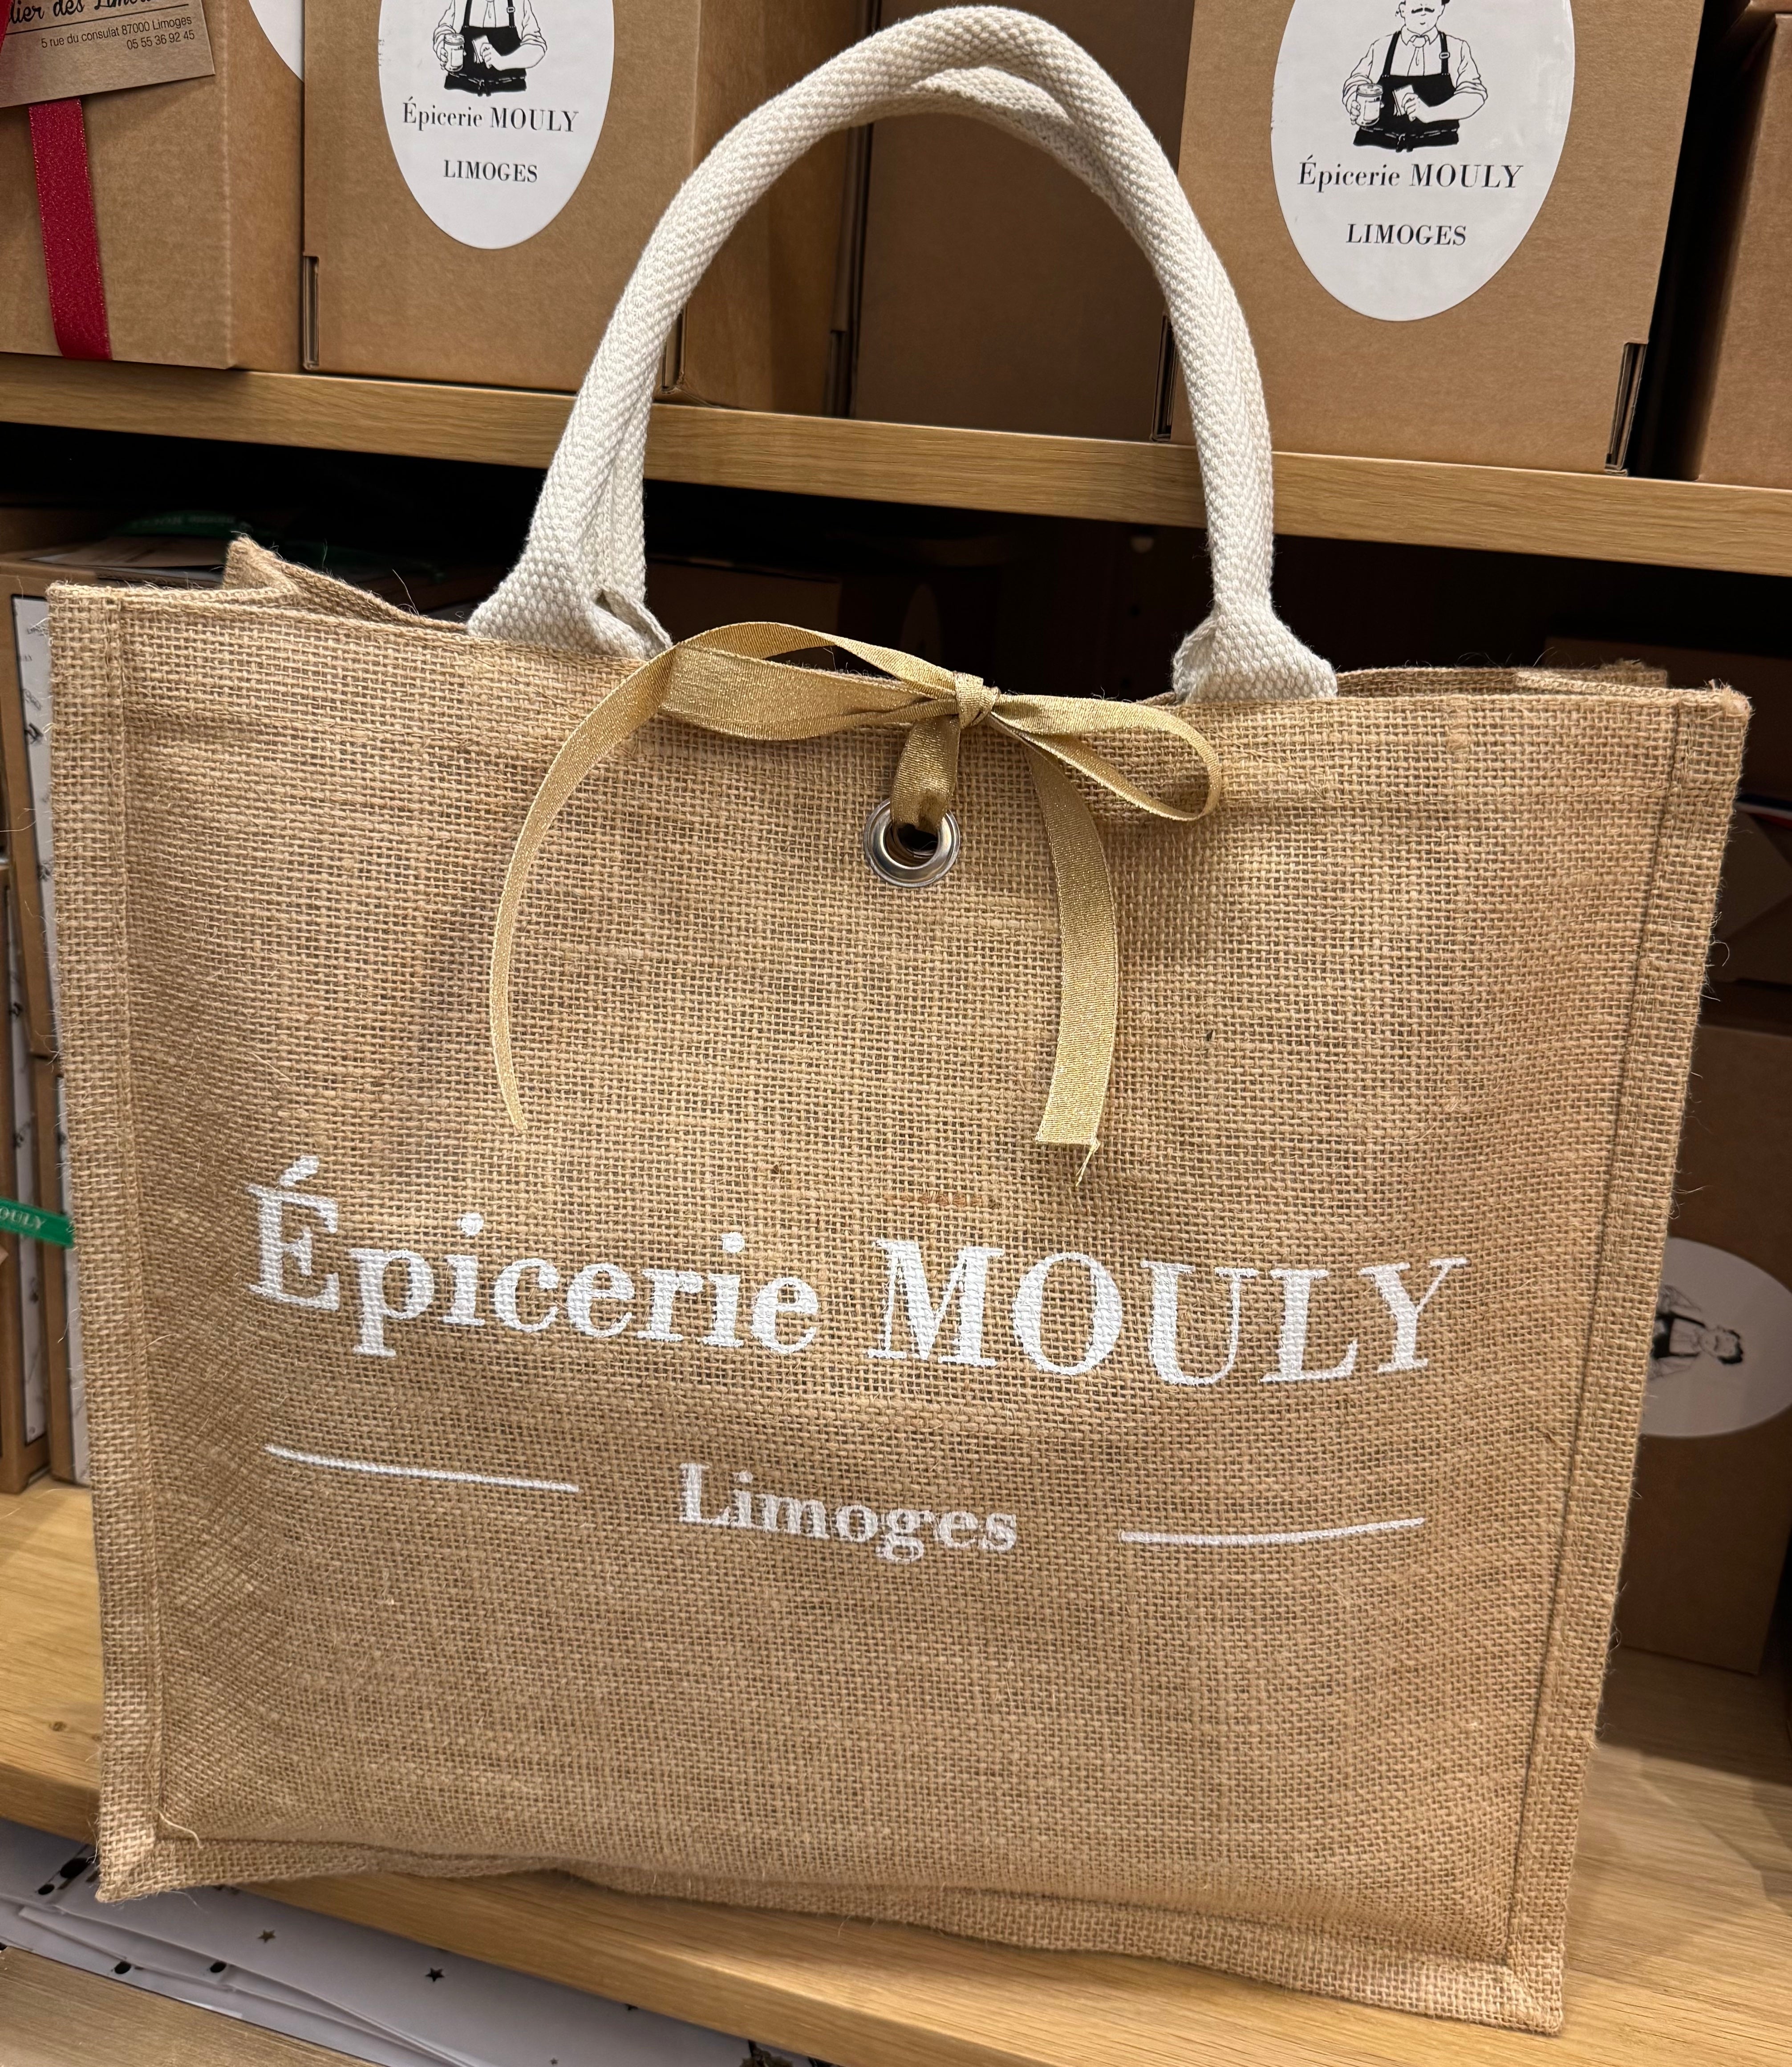 5 rue du consulat 87000 Limoges
05 55 36 92 45
Épicerie MOULY
LIMOGES
Épicerie MOULY
LIMOGES
Épicerie MOULY
Limoges